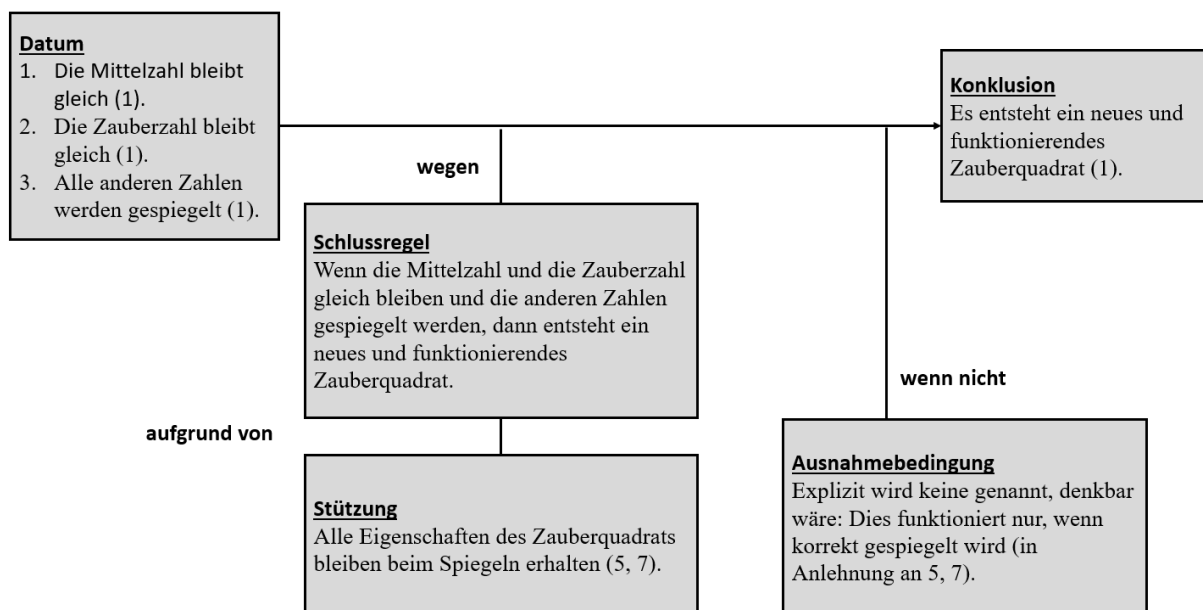 Datum
1. Die Mittelzahl bleibt
gleich (1).
2. Die Zauberzahl bleibt
gleich (1).
3. Alle anderen Zahlen
werden gespiegelt (1).
Konklusion
Es entsteht ein neues und
funktionierendes
Zauberquadrat (1).
wegen
Schlussregel
Wenn die Mittelzahl und die Zauberzahl
gleich bleiben und die anderen Zahlen
gespiegelt werden, dann entsteht ein
neues und funktionierendes
Zauberquadrat.
wenn nicht
aufgrund von
Stützung
Alle Eigenschaften des Zauberquadrats
bleiben beim Spiegeln erhalten (5, 7).
Ausnahmebedingung
Explizit wird keine genannt, denkbar
wäre: Dies funktioniert nur, wenn
korrekt gespiegelt wird (in
Anlehnung an 5, 7).